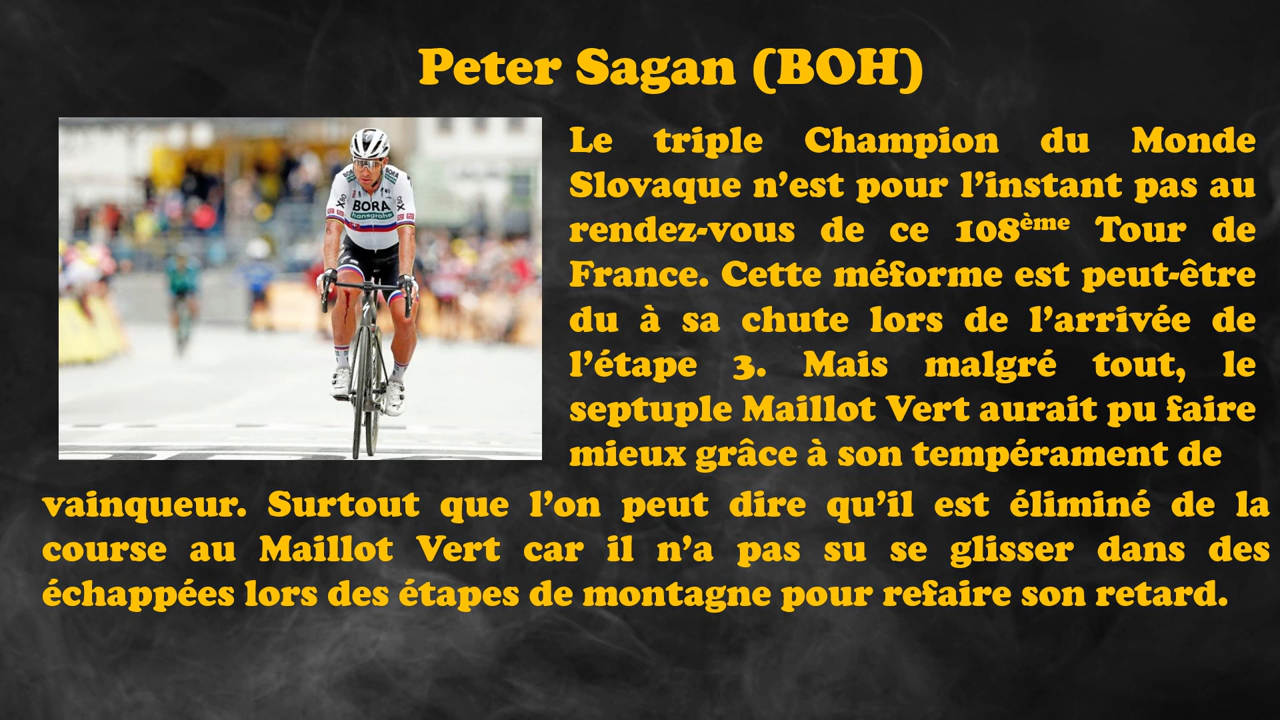 Peter Sagan (BOH)
Le triple Champion du Monde
Slovaque n’est pour l’instant pas au
rendez-vous de ce 108ème Tour de
France. Cette méforme est peut-être
du à sa chute lors de l’arrivée de
l’étape 3. Mais malgré tout, le
septuple Maillot Vert aurait pu faire
mieux grâce à son tempérament de
vainqueur. Surtout que l’on peut dire qu’il est éliminé de la
course au Maillot Vert car il n’a pas su se glisser dans des
échappées lors des étapes de montagne pour refaire son retard.
BORA
BORA
hansgrohe